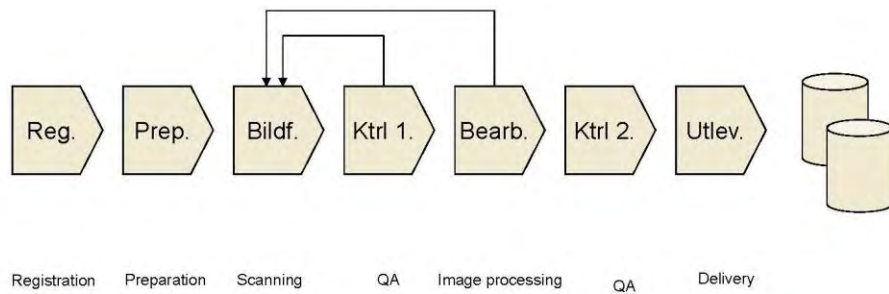 Reg.
Prep.
Bildf.
Ktrl 1.
Bearb.
Ktrl 2.
Utlev.
Registration
Preparation
Scanning
QA
Image processing
QA
Delivery